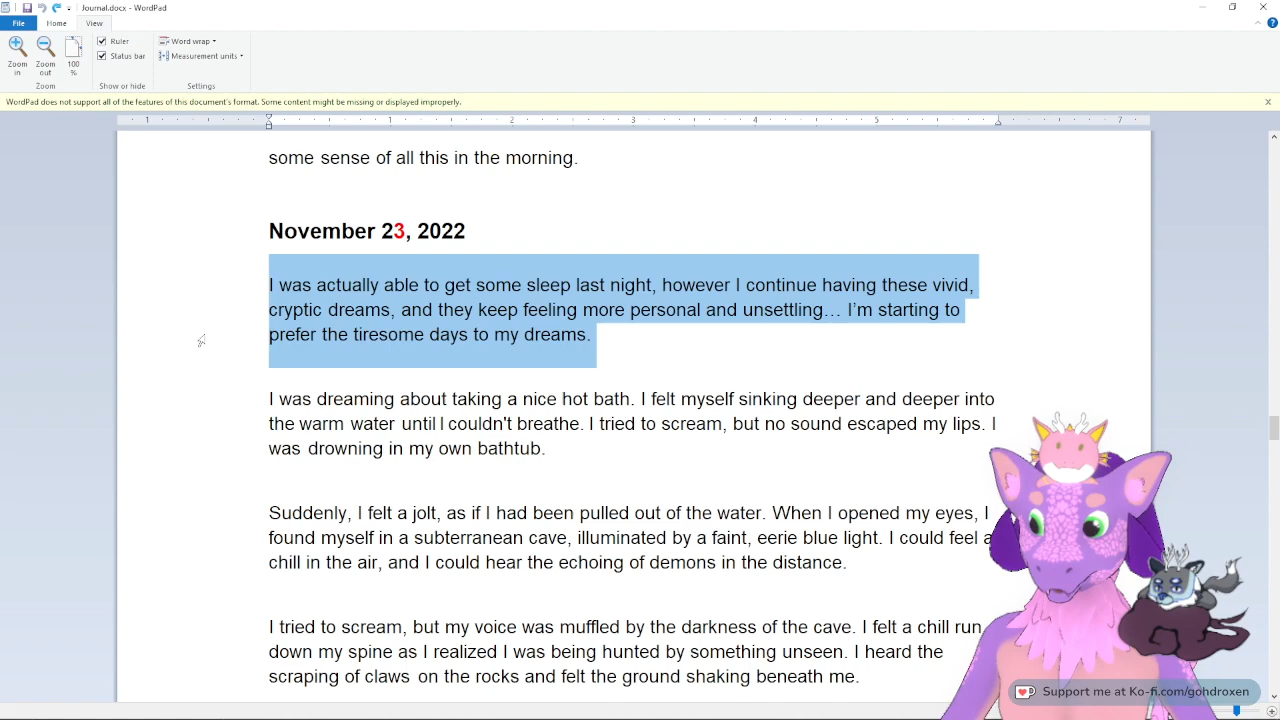 Journal.docx - WordPad
File Home View
Zoom in
Zoom out
100 %
Ruler
Status bar
Word wrap
Measurement units
Zoom
Show or hide
Settings
WordPad does not support all of the features of this document's format. Some content might be missing or displayed improperly.
1 1 2 3 4 5 7
some sense of all this in the morning.
November 23, 2022
I was actually able to get some sleep last night, however I continue having these vivid,
cryptic dreams, and they keep feeling more personal and unsettling… I'm starting to
prefer the tiresome days to my dreams.
I was dreaming about taking a nice hot bath. I felt myself sinking deeper and deeper into
the warm water until I couldn't breathe. I tried to scream, but no sound escaped my lips. I
was drowning in my own bathtub.
Suddenly, I felt a jolt, as if I had been pulled out of the water. When I opened my eyes, I
found myself in a subterranean cave, illuminated by a faint, eerie blue light. I could feel a
chill in the air, and I could hear the echoing of demons in the distance.
I tried to scream, but my voice was muffled by the darkness of the cave. I felt a chill run
down my spine as I realized I was being hunted by something unseen. I heard the
scraping of claws on the rocks and felt the ground shaking beneath me.
Support me at Ko-fi.com/gohdroxen